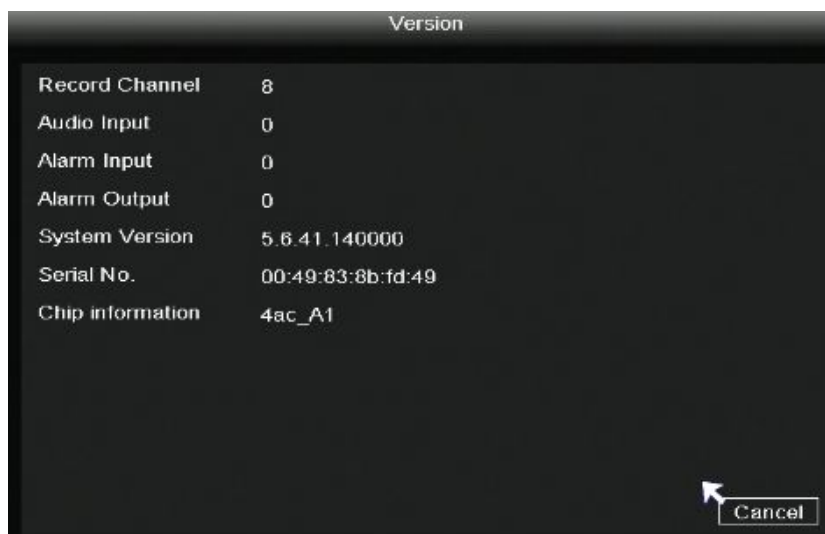 Version
Record Channel 8
Audio Input 0
Alarm Input 0
Alarm Output 0
System Version 5.6.41.140000
Serial No. 00:49:83:8b:fd:49
Chip information 4ac_A1
Cancel